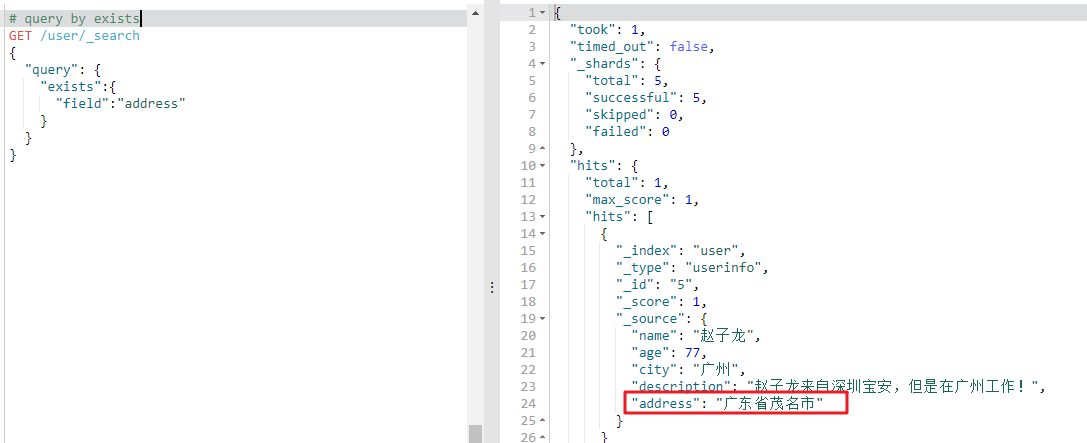 # query by exists
GET /user/_search
{
  "query": {
    "exists":{
      "field":"address"
    }
  }
}
1 {
2   "took": 1,
3   "timed_out": false,
4   "_shards": {
5     "total": 5,
6     "successful": 5,
7     "skipped": 0,
8     "failed": 0
9   },
10   "hits": {
11     "total": 1,
12     "max_score": 1,
13     "hits": [
14       {
15         "_index": "user",
16         "_type": "userinfo",
17         "_id": "5",
18         "_score": 1,
19         "_source": {
20           "name": "赵子龙",
21           "age": 77,
22           "city": "广州",
23           "description": "赵子龙来自深圳宝安，但是在广州工作！",
24           "address": "广东省茂名市"
25         }
26       }